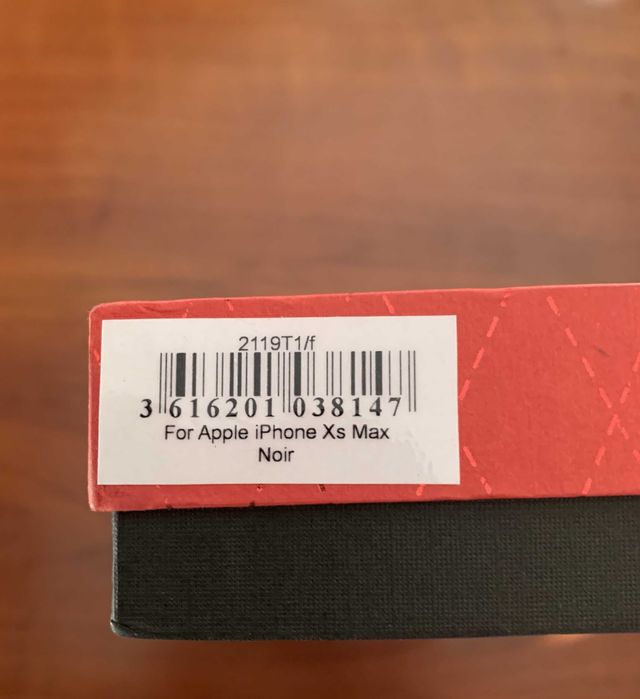 2119T1/f
3 616201 038147
For Apple iPhone Xs Max
Noir